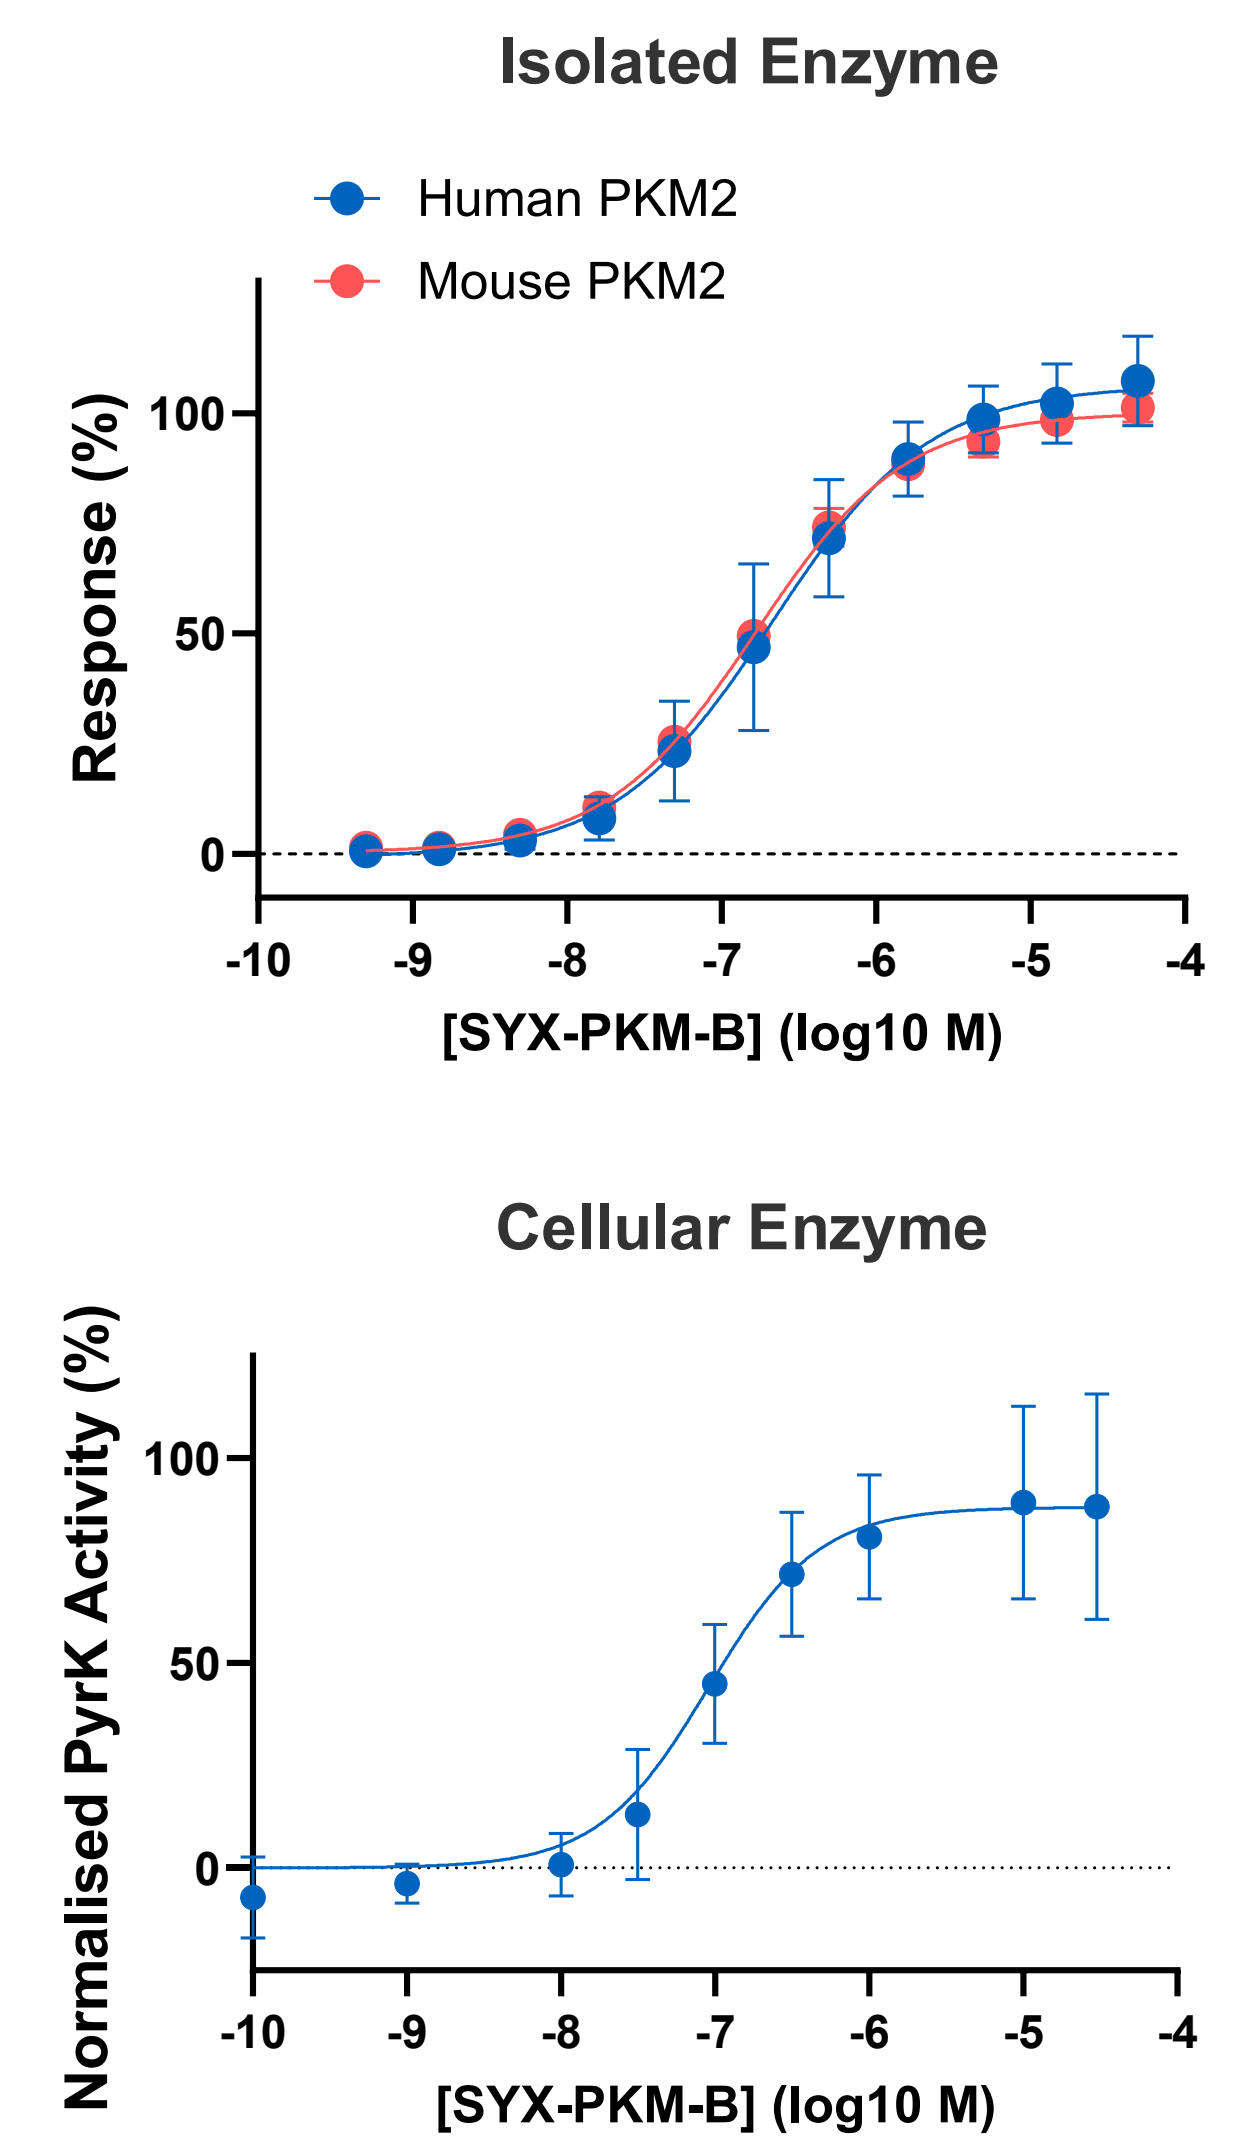 Isolated Enzyme
Human PKM2
Mouse PKM2
Response (%)
100
50
0
-10 -9 -8 -7 -6 -5 -4
[SYX-PKM-B] (log10 M)
Cellular Enzyme
Normalised PyrK Activity (%)
100
50
0
-10 -9 -8 -7 -6 -5 -4
[SYX-PKM-B] (log10 M)